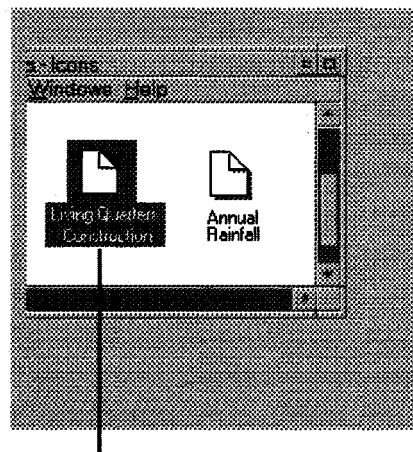 s - Icons
Windows Help
Living Quarters
Construction
Annual
Rainfall